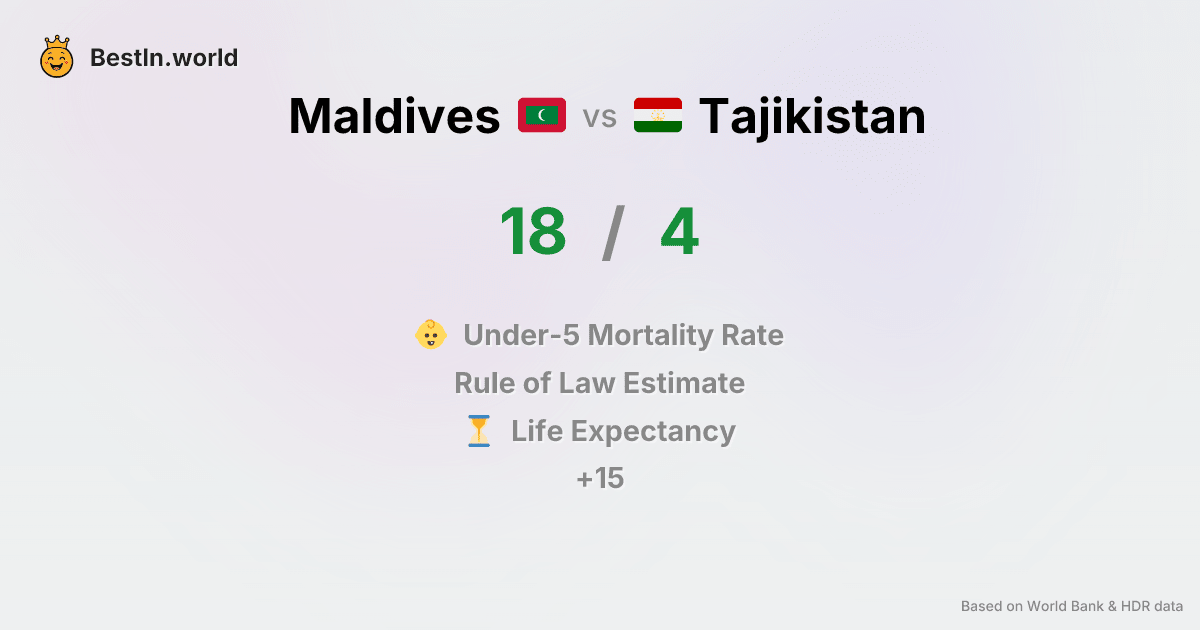 BestIn.world
Maldives vs Tajikistan
18 / 4
Under-5 Mortality Rate
Rule of Law Estimate
Life Expectancy
+15
Based on World Bank & HDR data